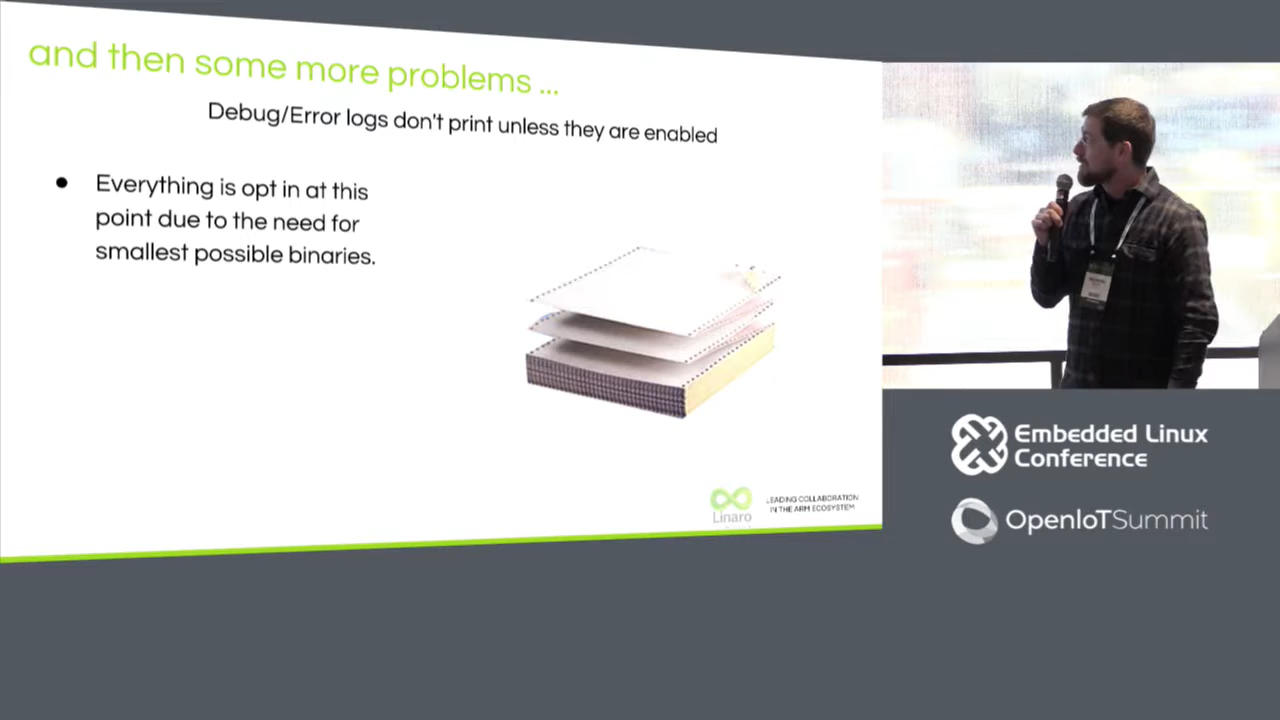 and then some more problems ...
Debug/Error logs don't print unless they are enabled
● Everything is opt in at this
point due to the need for
smallest possible binaries.
Linaro
LEADING COLLABORATION
IN THE ARM ECOSYSTEM
Embedded Linux
Conference
OpenIoTSummit